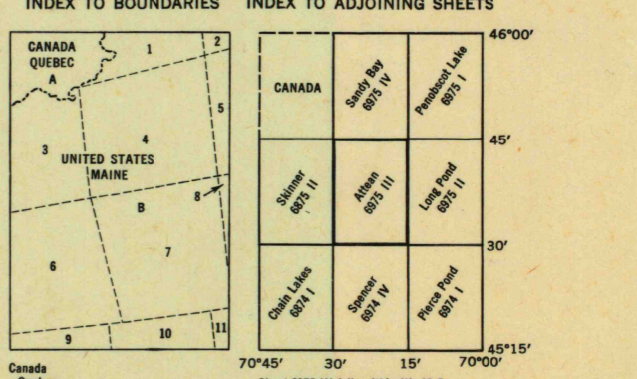 INDEX TO BOUNDARIES
INDEX TO ADJOINING SHEETS
CANADA
QUEBEC
A
1
2
5
3
4
UNITED STATES
MAINE
8
B
6
7
9
10
11
Canada
CANADA
Sandy Bay
6975 IV
Penobscot Lake
6975 I
Skinner
6875 II
Attean
6975 III
Long Pond
6975 II
Chain Lakes
6874 I
Spencer
6974 IV
Pierce Pond
6974 I
46°00'
45'
30'
45°15'
70°45'
30'
15'
70°00'